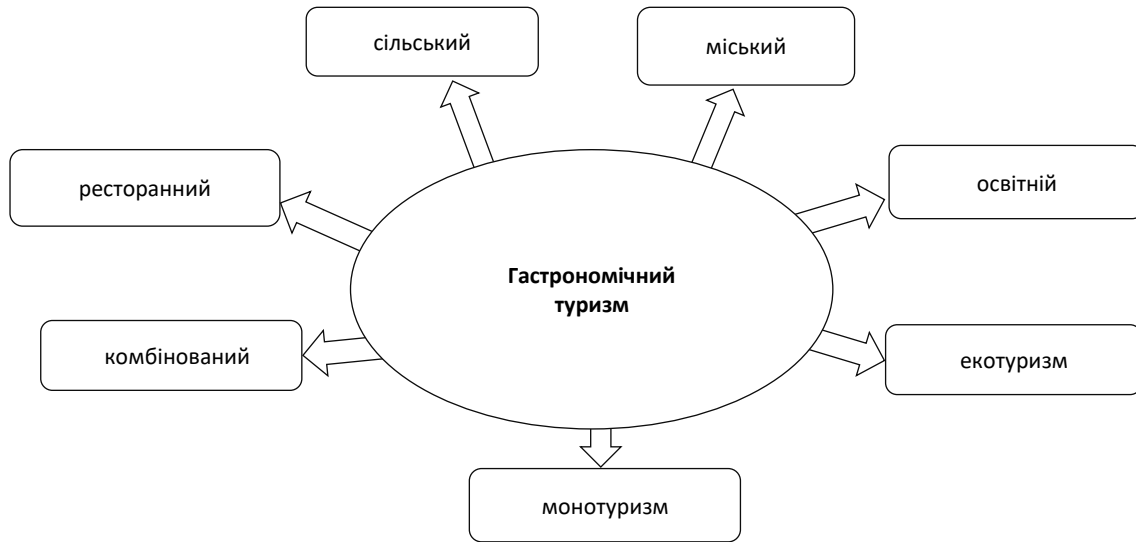 сільський
міський
ресторанний
освітній
Гастрономічний
туризм
комбінований
екотуризм
монотуризм